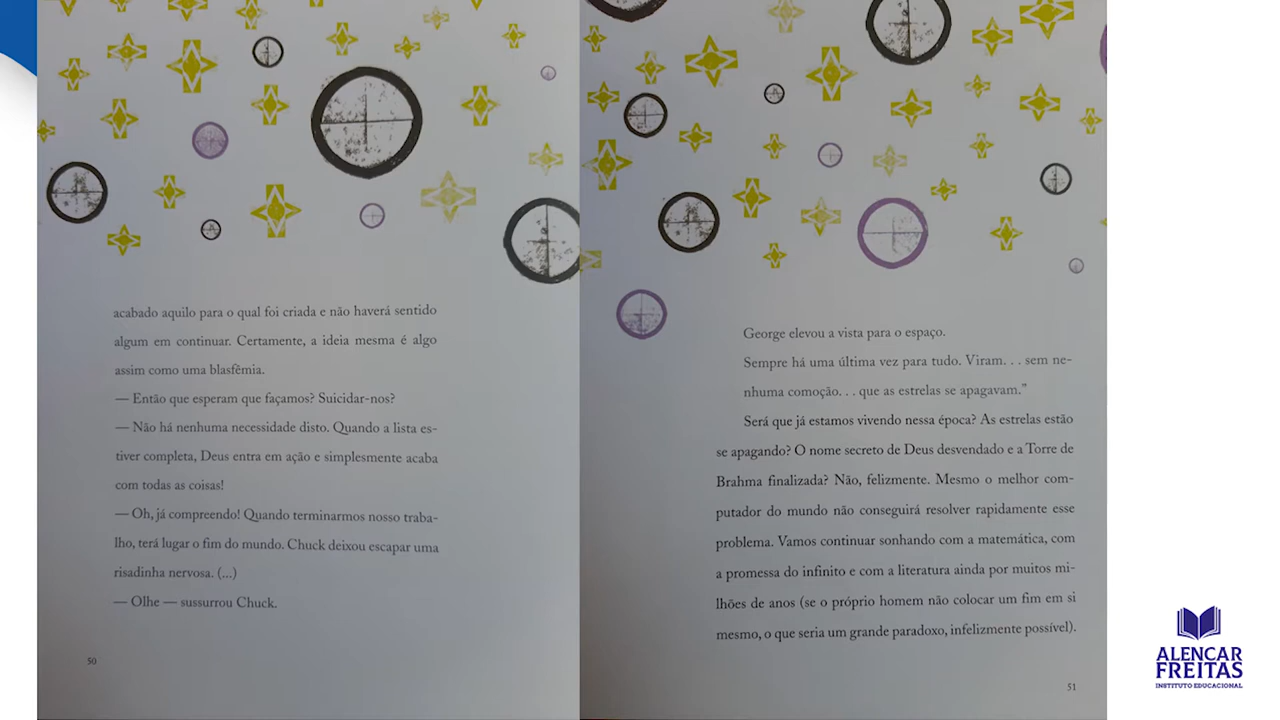 acabado aquilo para o qual foi criada e não haverá sentido
algum em continuar. Certamente, a ideia mesma é algo
assim como uma blasfêmia.
— Então que esperam que façamos? Suicidar-nos?
— Não há nenhuma necessidade disto. Quando a lista es-
tiver completa, Deus entra em ação e simplesmente acaba
com todas as coisas!
— Oh, já compreendo! Quando terminarmos nosso traba-
lho, terá lugar o fim do mundo. Chuck deixou escapar uma
risadinha nervosa. (...)
— Olhe — sussurrou Chuck.
50
George elevou a vista para o espaço.
Sempre há uma última vez para tudo. Viram. . . sem ne-
nhuma comoção. . . que as estrelas se apagavam.”
Será que já estamos vivendo nessa época? As estrelas estão
se apagando? O nome secreto de Deus desvendado e a Torre de
Brahma finalizada? Não, felizmente. Mesmo o melhor com-
putador do mundo não conseguirá resolver rapidamente esse
problema. Vamos continuar sonhando com a matemática, com
a promessa do infinito e com a literatura ainda por muitos mi-
lhões de anos (se o próprio homem não colocar um fim em si
mesmo, o que seria um grande paradoxo, infelizmente possível).
51
ALENCAR
FREITAS
INSTITUTO EDUCACIONAL